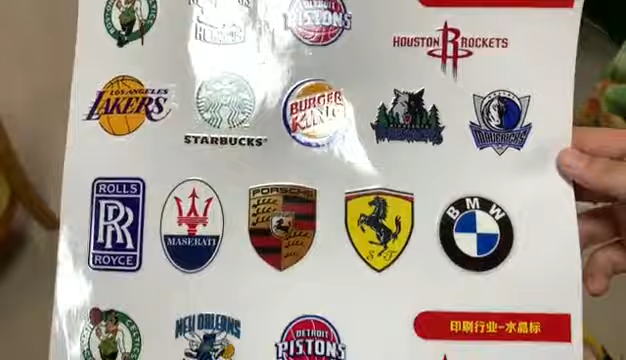 DETROIT
PISTONS
HOUSTON R ROCKETS
LOS ANGELES
LAKERS
STARBUCKS®
BURGER
KING
MAVERICKS
ROLLS
RR
ROYCE
MASERATI
PORSCHE
S F
BMW
NEW ORLEANS
DETROIT
PISTONS
印刷行业-水晶标